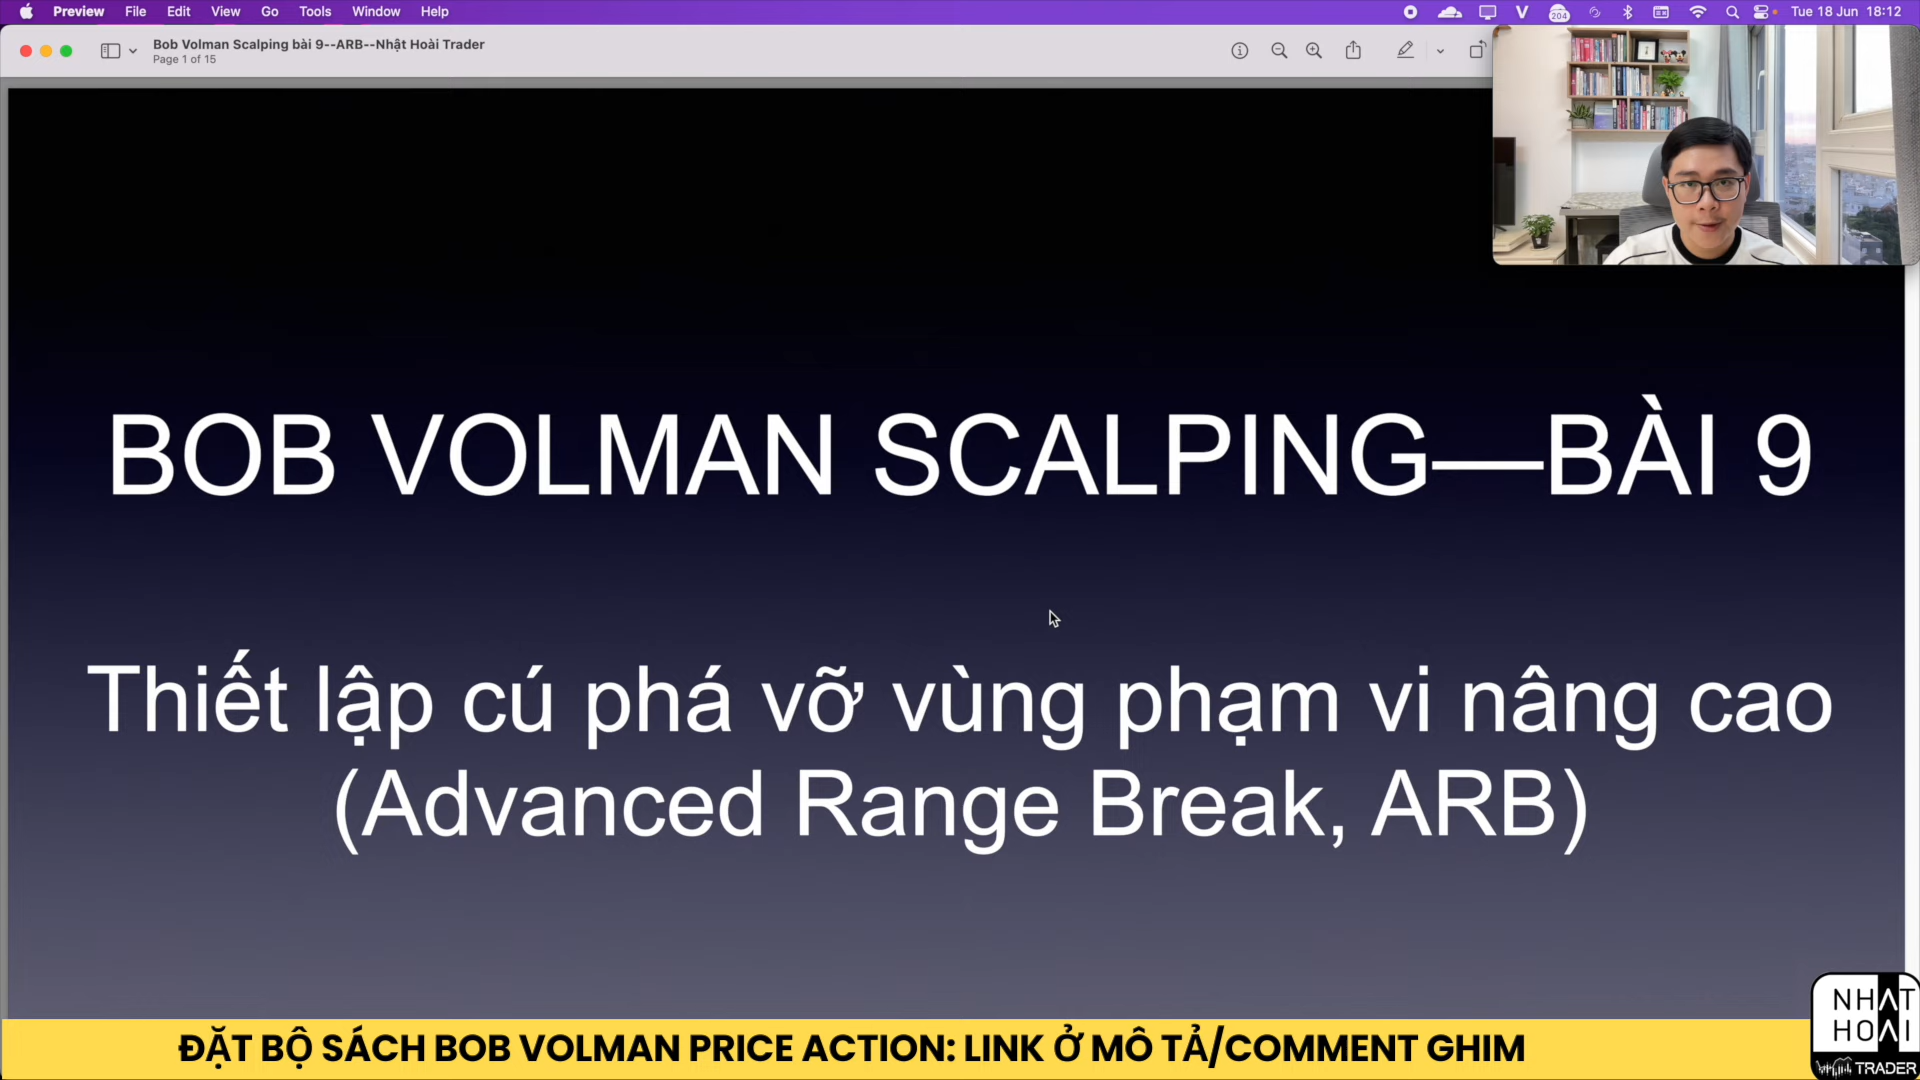 Preview File Edit View Go Tools Window Help
204
Tue 18 Jun 18:12
Bob Volman Scalping bài 9--ARB--Nhật Hoài Trader
Page 1 of 15
BOB VOLMAN SCALPING—BÀI 9
Thiết lập cú phá vỡ vùng phạm vi nâng cao
(Advanced Range Break, ARB)
ĐẶT BỘ SÁCH BOB VOLMAN PRICE ACTION: LINK Ở MÔ TẢ/COMMENT GHIM
NHAT
HOAI
TRADER